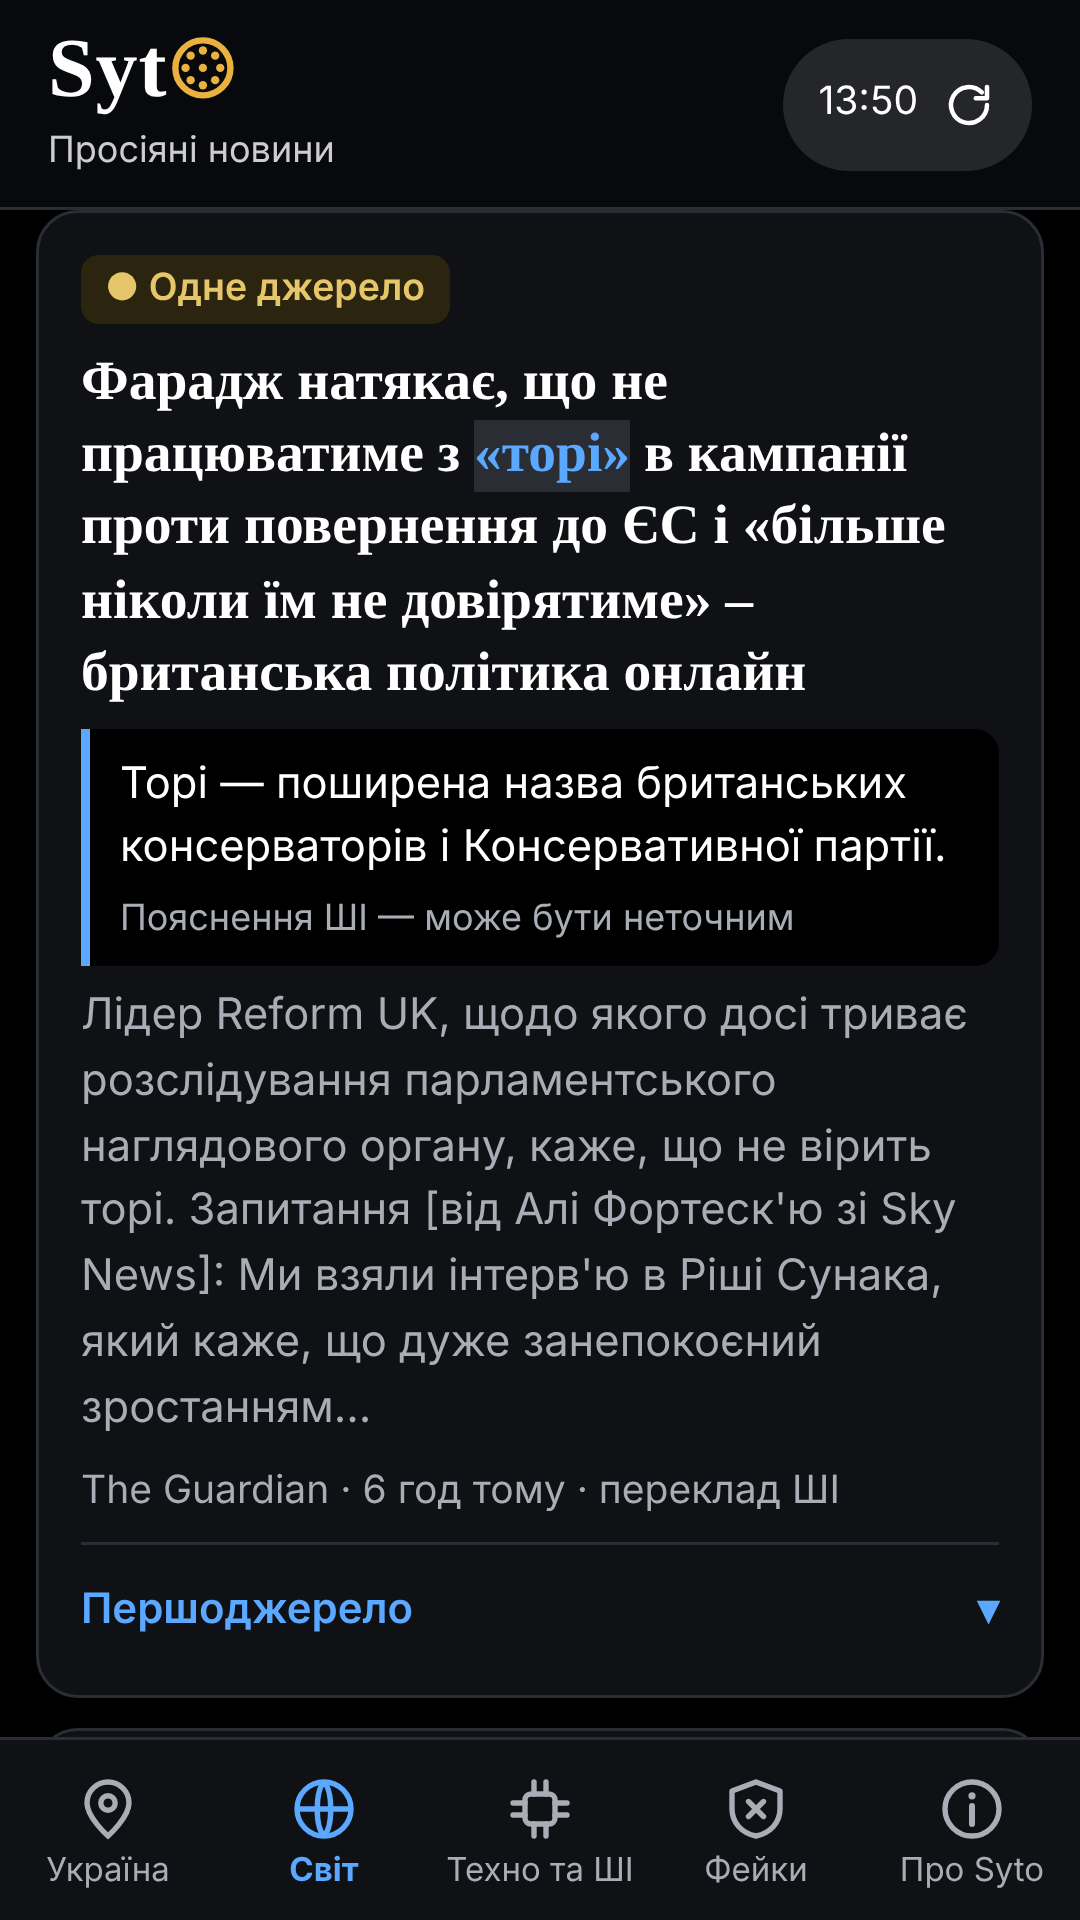 Syto
Просіяні новини
13:50
Одне джерело
Фарадж натякає, що не
працюватиме з «торі» в кампанії
проти повернення до ЄС і «більше
ніколи їм не довірятиме» –
британська політика онлайн
Торі — поширена назва британських
консерваторів і Консервативної партії.
Пояснення ШІ — може бути неточним
Лідер Reform UK, щодо якого досі триває
розслідування парламентського
наглядового органу, каже, що не вірить
торі. Запитання [від Алі Фортеск'ю зі Sky
News]: Ми взяли інтерв'ю в Ріші Сунака,
який каже, що дуже занепокоєний
зростанням...
The Guardian · 6 год тому · переклад ШІ
Першоджерело ▼
Україна
Світ
Техно та ШІ
Фейки
Про Syto